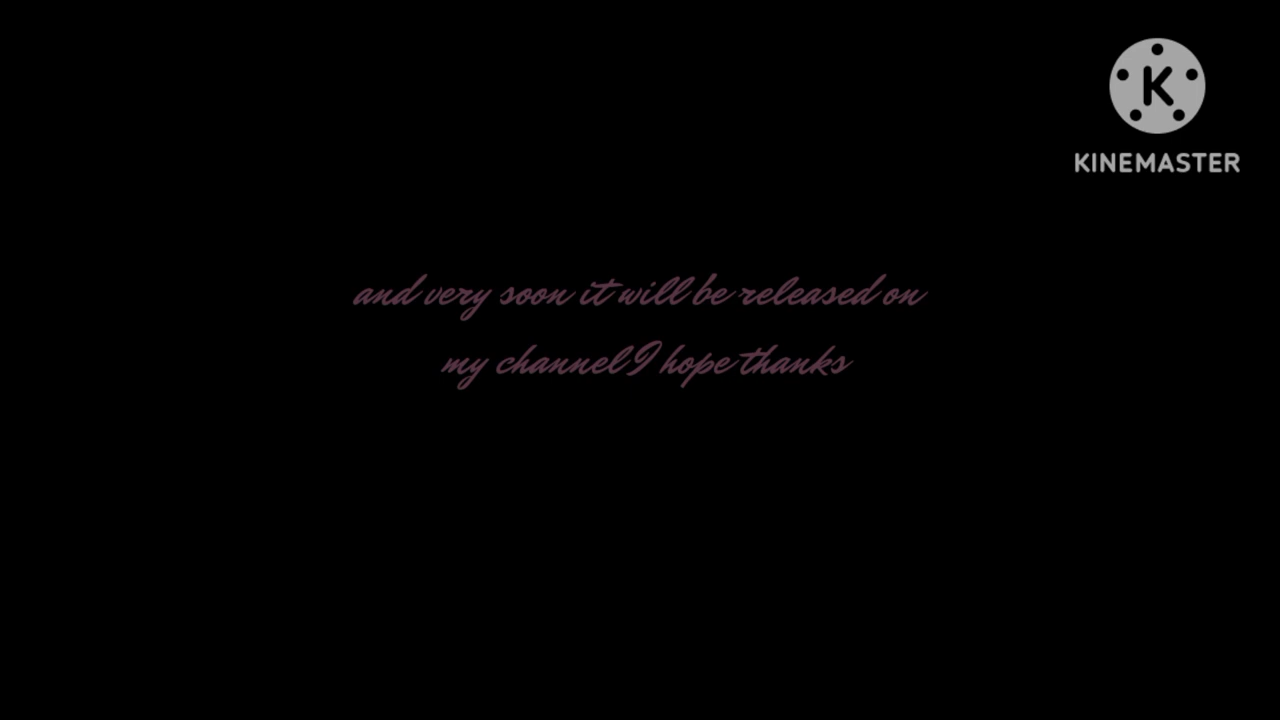 K
KINEMASTER
and very soon it will be released on
my channel I hope thanks